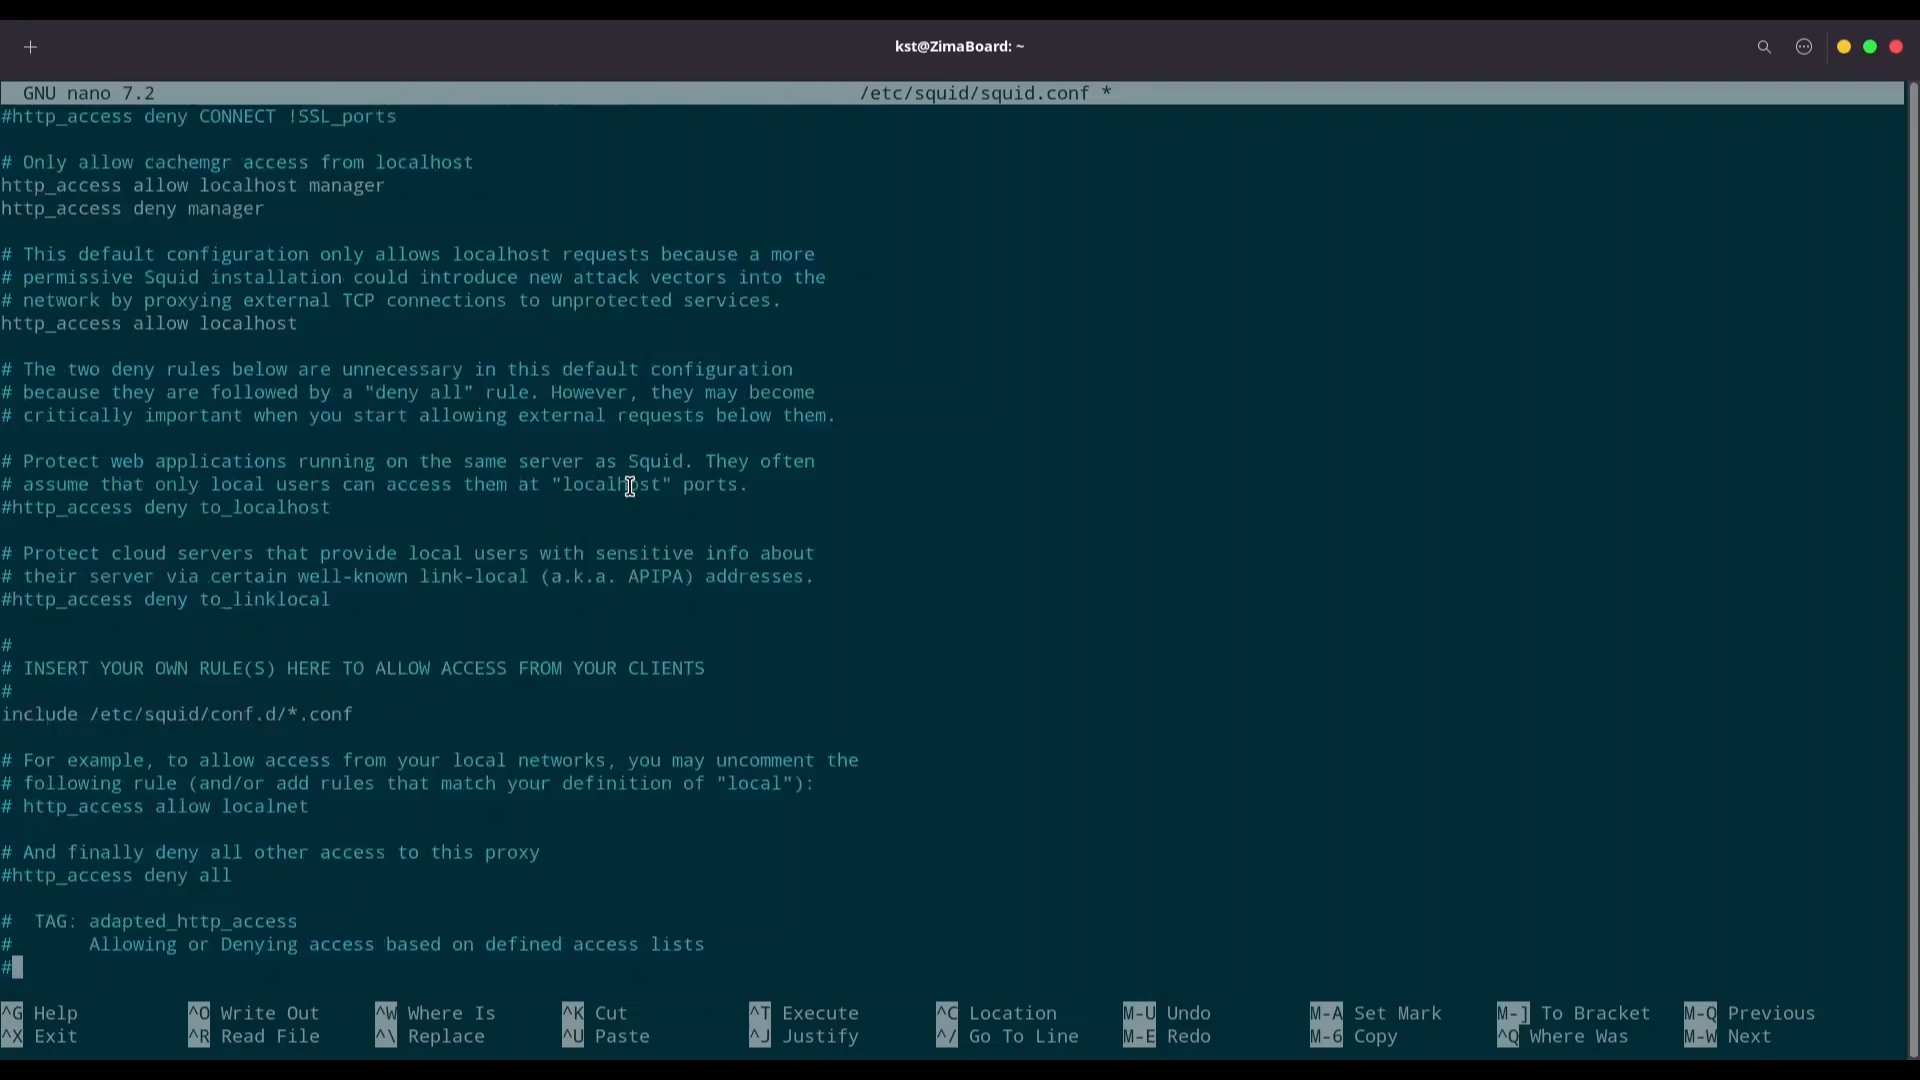 kst@ZimaBoard: ~
GNU nano 7.2 /etc/squid/squid.conf *
#http_access deny CONNECT !SSL_ports
# Only allow cachemgr access from localhost
http_access allow localhost manager
http_access deny manager
# This default configuration only allows localhost requests because a more
# permissive Squid installation could introduce new attack vectors into the
# network by proxying external TCP connections to unprotected services.
http_access allow localhost
# The two deny rules below are unnecessary in this default configuration
# because they are followed by a "deny all" rule. However, they may become
# critically important when you start allowing external requests below them.
# Protect web applications running on the same server as Squid. They often
# assume that only local users can access them at "localhost" ports.
#http_access deny to_localhost
# Protect cloud servers that provide local users with sensitive info about
# their server via certain well-known link-local (a.k.a. APIPA) addresses.
#http_access deny to_linklocal
#
# INSERT YOUR OWN RULE(S) HERE TO ALLOW ACCESS FROM YOUR CLIENTS
#
include /etc/squid/conf.d/*.conf
# For example, to allow access from your local networks, you may uncomment the
# following rule (and/or add rules that match your definition of "local"):
# http_access allow localnet
# And finally deny all other access to this proxy
#http_access deny all
#  TAG: adapted_http_access
#       Allowing or Denying access based on defined access lists
#
^G Help ^O Write Out ^W Where Is ^K Cut ^T Execute ^C Location M-U Undo M-A Set Mark M-] To Bracket M-Q Previous
^X Exit ^R Read File ^\ Replace ^U Paste ^J Justify ^/ Go To Line M-E Redo M-6 Copy ^Q Where Was M-W Next